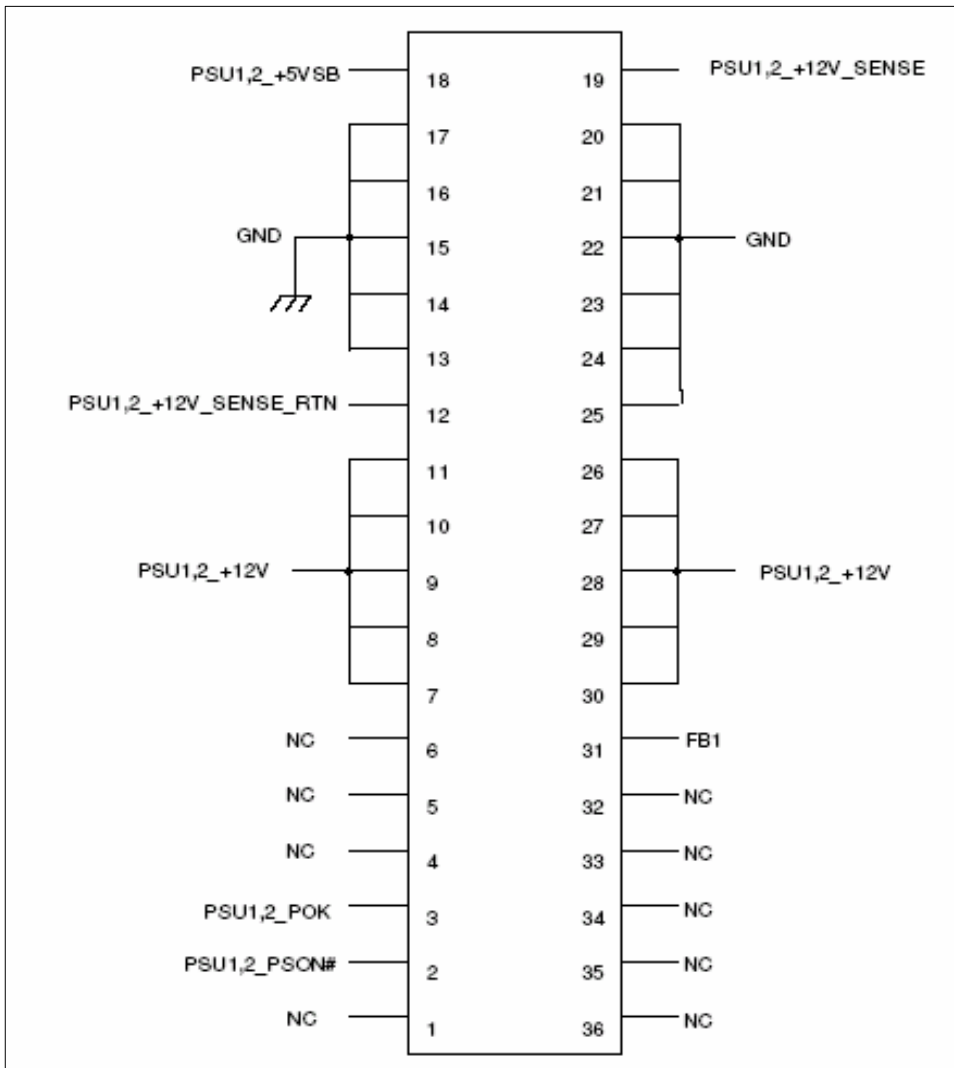 PSU1,2_+5VSB 18 19 PSU1,2_+12V_SENSE
17 20
16 21
GND 15 22 GND
14 23
13 24
PSU1,2_+12V_SENSE_RTN 12 25
11 26
10 27
PSU1,2_+12V 9 28 PSU1,2_+12V
8 29
7 30
NC 6 31 FB1
NC 5 32 NC
NC 4 33 NC
PSU1,2_POK 3 34 NC
PSU1,2_PSON# 2 35 NC
NC 1 36 NC